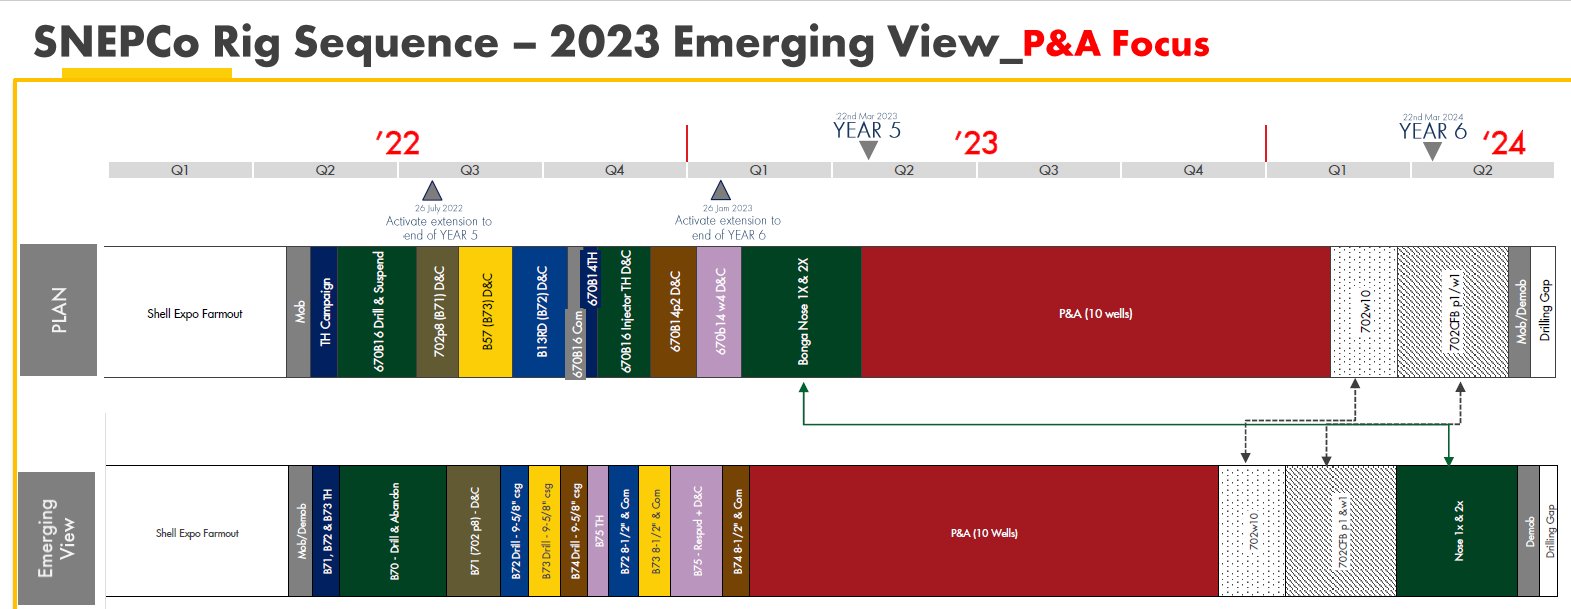 SNEPCo Rig Sequence – 2023 Emerging View_P&A Focus
22nd Mar 2023
YEAR 5
22nd Mar 2024
YEAR 6
'22
'23
'24
Q1
Q2
Q3
Q4
Q1
Q2
Q3
Q4
Q1
Q2
26 July 2022
Activate extension to
end of YEAR 5
26 Jan 2023
Activate extension to
end of YEAR 6
PLAN
Shell Expo Farmout
Mob
TH Campaign
670B16 Drill & Suspend
702p8 (B71) D&C
B57 (B73) D&C
B13RD (B72) D&C
670B16 Com
670B14TH
670B16 Injector TH D&C
670B14p2 D&C
670b14 w4 D&C
Bonga Nose 1X & 2X
P&A (10 wells)
702w10
702CFB p1/w1
Mob/Demob
Drilling Gap
Emerging
View
Shell Expo Farmout
Mob/Demob
B71, B72 & B73 TH
B70 - Drill & Abandon
B71 (702 p8) - D&C
B72 Drill - 9-5/8" csg
B73 Drill - 9-5/8" csg
B74 Drill - 9-5/8" csg
B75 TH
B72 8-1/2" & Com
B73 8-1/2" & Com
B75 - Respud + D&C
B74 8-1/2" & Com
P&A (10 Wells)
702w10
702CFB p1 &w1
Nose 1x & 2x
Demob
Drilling Gap